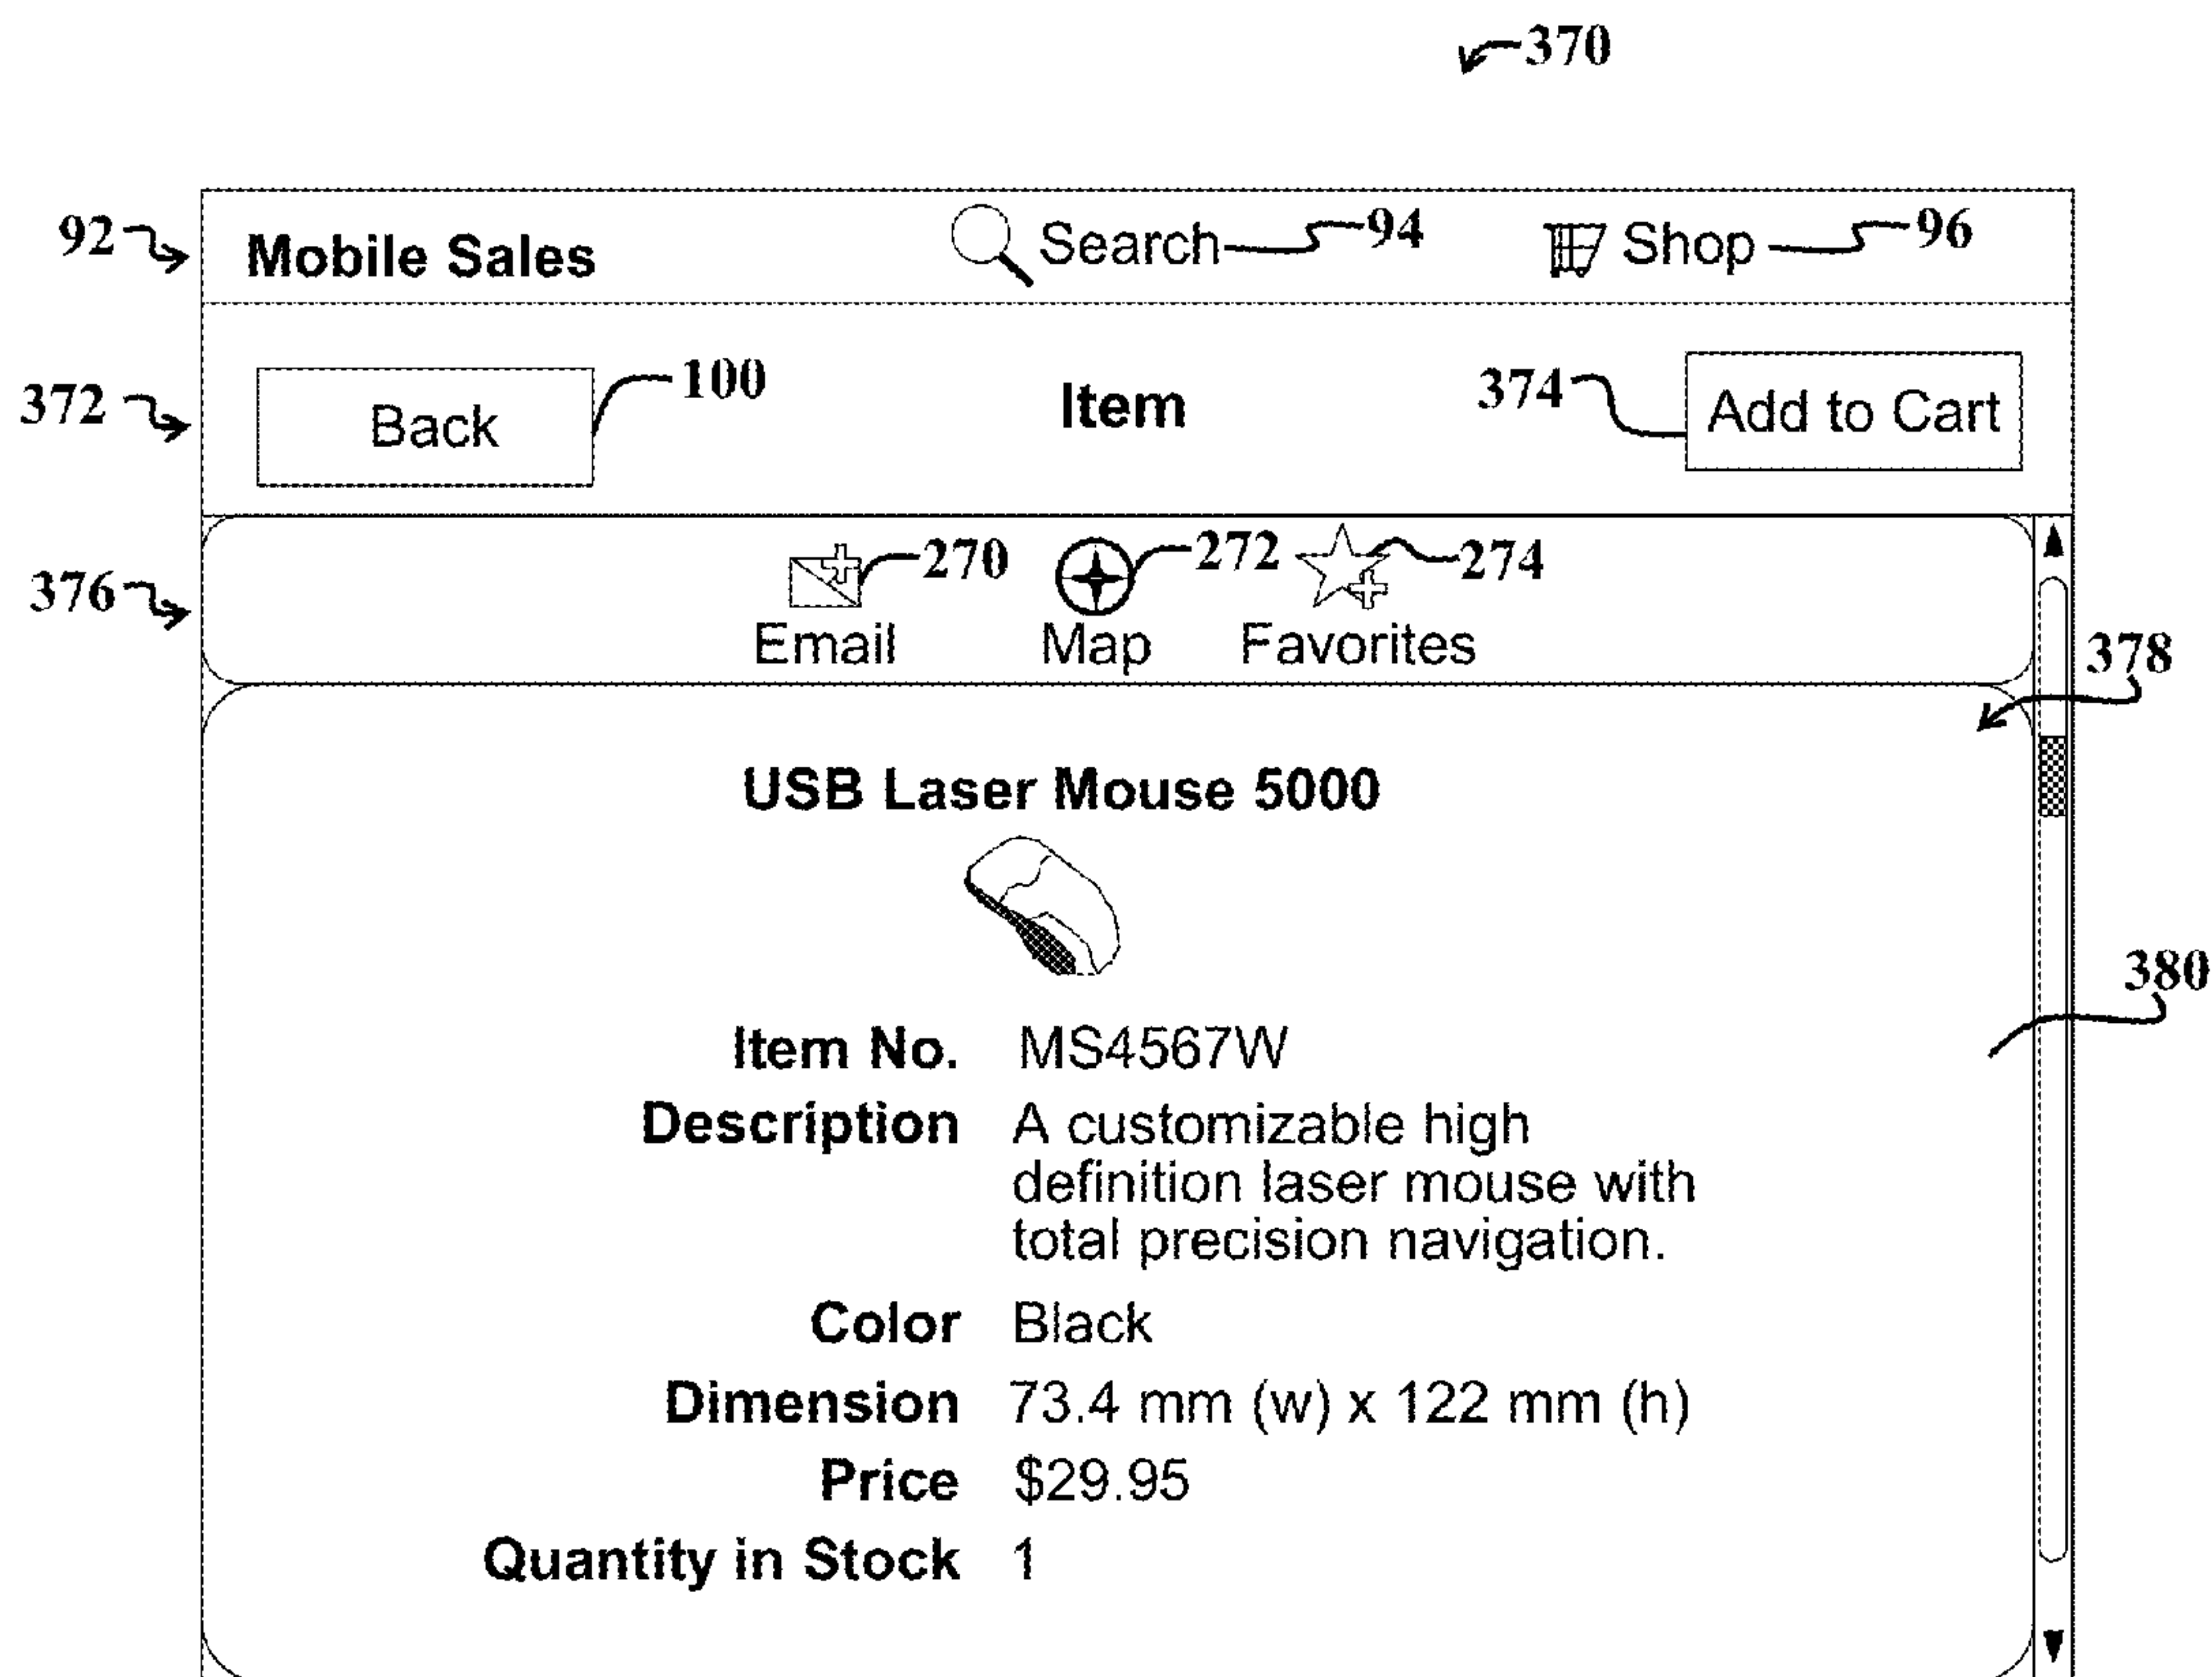 370
92 Mobile Sales Search 94 Shop 96
372 Back 100 Item 374 Add to Cart
376 270 272 274
Email Map Favorites
378
USB Laser Mouse 5000
380
Item No. MS4567W
Description A customizable high
definition laser mouse with
total precision navigation.
Color Black
Dimension 73.4 mm (w) x 122 mm (h)
Price $29.95
Quantity in Stock 1